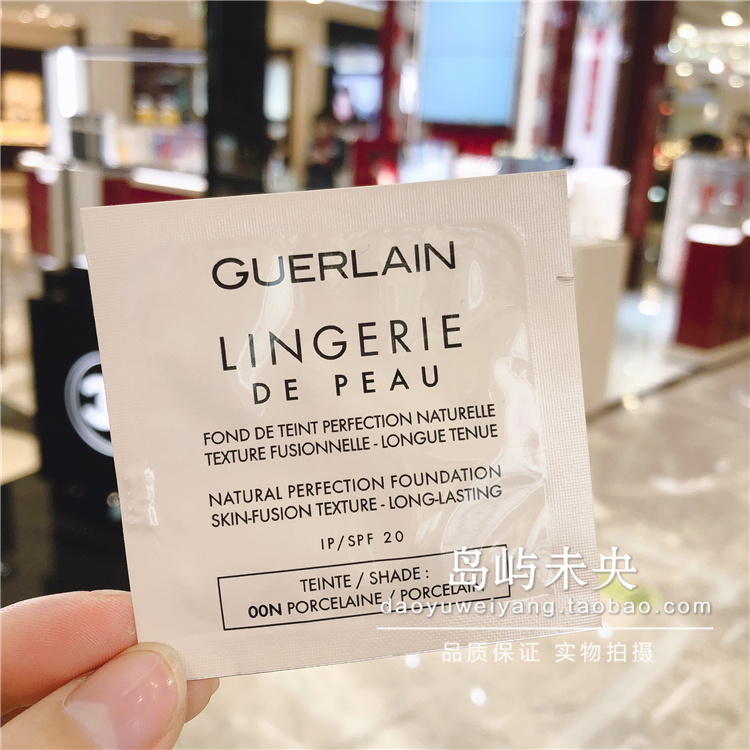 GUERLAIN
LINGERIE
DE PEAU
FOND DE TEINT PERFECTION NATURELLE
TEXTURE FUSIONNELLE - LONGUE TENUE
NATURAL PERFECTION FOUNDATION
SKIN-FUSION TEXTURE - LONG-LASTING
IP/SPF 20
TEINTE / SHADE :
00N PORCELAINE / PORCELAIN
岛屿未央
daoyuweiyang.taobao.com
品质保证 实物拍摄